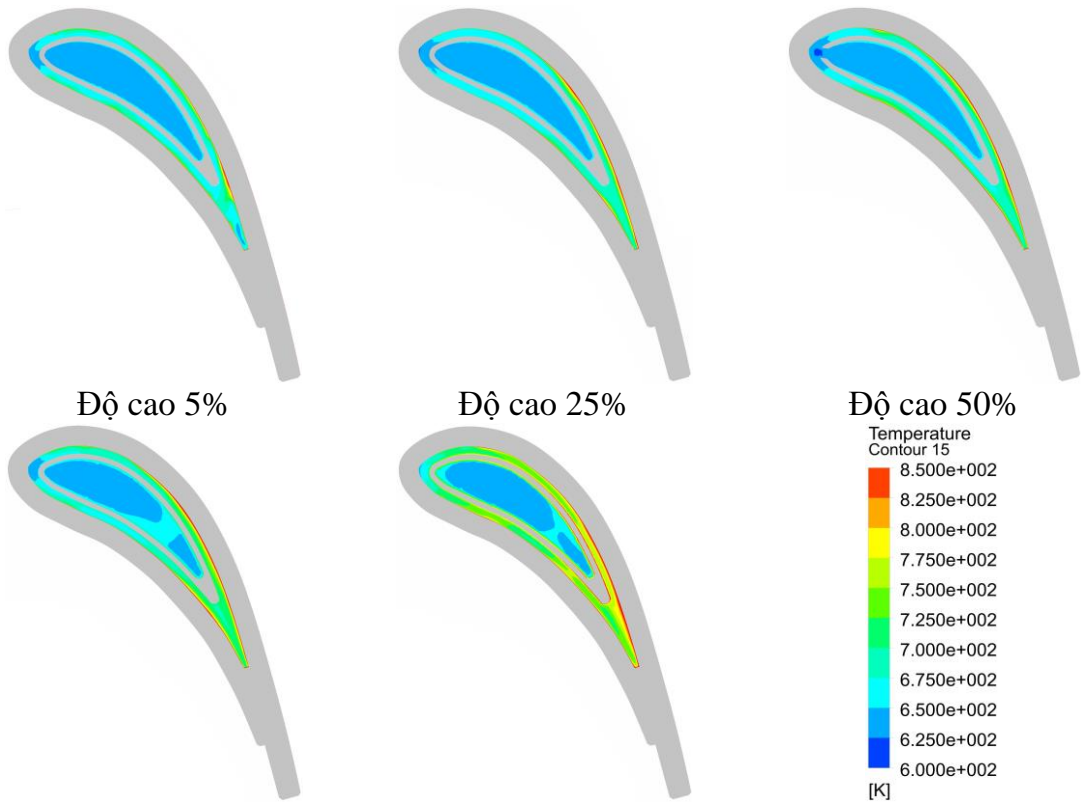 Độ cao 5%
Độ cao 25%
Độ cao 50%
Temperature
Contour 15
8.500e+002
8.250e+002
8.000e+002
7.750e+002
7.500e+002
7.250e+002
7.000e+002
6.750e+002
6.500e+002
6.250e+002
6.000e+002
[K]